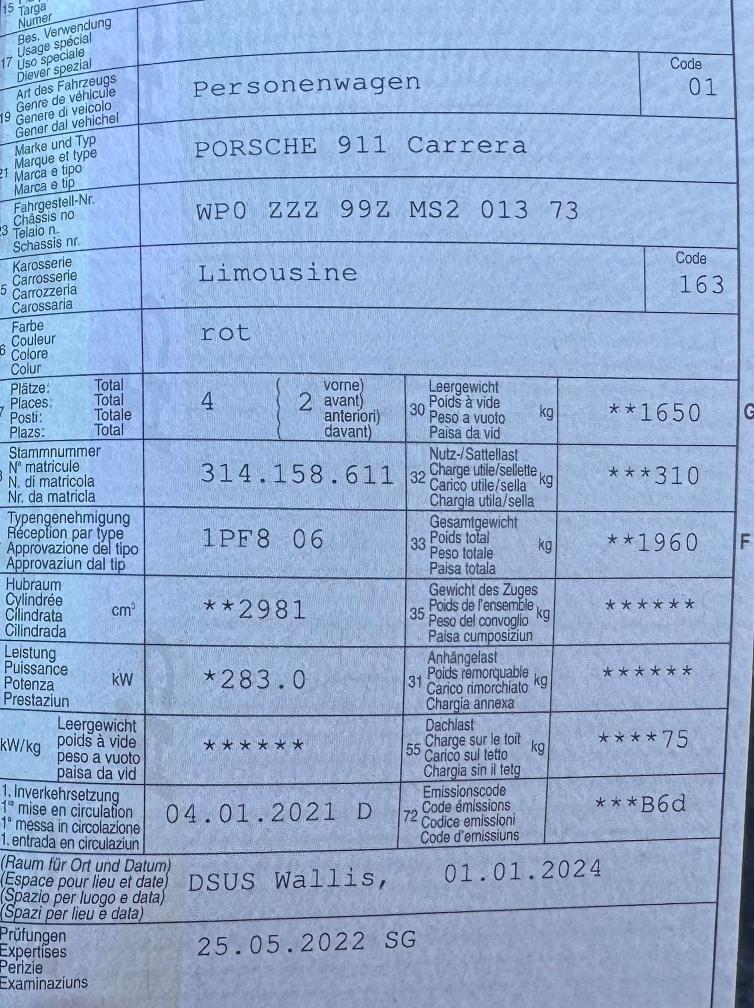 15 Targa
Numer
Bes. Verwendung
Usage spécial
17 Uso speciale
Diever spezial
Art des Fahrzeugs
Genre de véhicule
19 Genere di veicolo
Gener dal vehichel
Personenwagen
Code
01
Marke und Typ
Marque et type
21 Marca e tipo
Marca e tip
PORSCHE 911 Carrera
Fahrgestell-Nr.
Châssis no
23 Telaio n.
Schassis nr.
WP0 ZZZ 99Z MS2 013 73
Karosserie
Carrosserie
5 Carrozzeria
Carossaria
Limousine
Code
163
Farbe
Couleur
6 Colore
Colur
rot
Plätze: Total
Places: Total
Posti: Totale
Plazs: Total
4 ( 2 vorne)
avant)
anteriori)
davant)
Leergewicht
30 Poids à vide kg
Peso a vuoto
Paisa da vid
**1650
G
Stammnummer
N° matricule
N. di matricola
Nr. da matricla
314.158.611
Nutz-/Sattellast
32 Charge utile/sellette kg
Carico utile/sella
Chargia utila/sella
***310
Typengenehmigung
Réception par type
Approvazione del tipo
Approvaziun dal tip
1PF8 06
Gesamtgewicht
33 Poids total kg
Peso totale
Paisa totala
**1960
F
Hubraum
Cylindrée
Cilindrata cm³
Cilindrada
**2981
Gewicht des Zuges
35 Poids de l'ensemble kg
Peso del convoglio
Paisa cumposiziun
******
Leistung
Puissance
Potenza kW
Prestaziun
*283.0
Anhängelast
31 Poids remorquable kg
Carico rimorchiato
Chargia annexa
******
Leergewicht
kW/kg poids à vide
peso a vuoto
paisa da vid
******
Dachlast
55 Charge sur le toit kg
Carico sul tetto
Chargia sin il tetg
****75
1. Inverkehrsetzung
1re mise en circulation
1a messa in circolazione
1. entrada en circulaziun
04.01.2021 D
Emissionscode
72 Code émissions
Codice emissioni
Code d'emissiuns
***B6d
(Raum für Ort und Datum)
(Espace pour lieu et date)
(Spazio per luogo e data)
(Spazi per lieu e data)
DSUS Wallis, 01.01.2024
Prüfungen
Expertises
Perizie
Examinaziuns
25.05.2022 SG